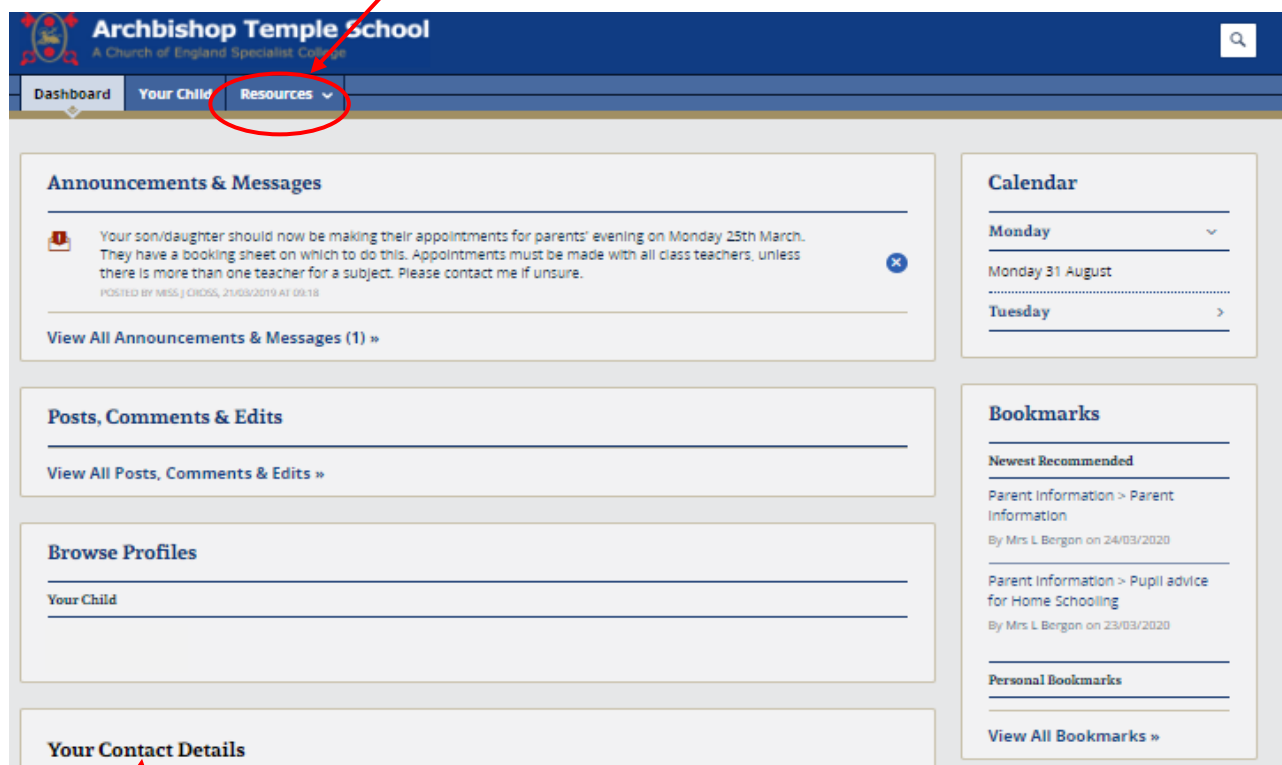 Archbishop Temple School
A Church of England Specialist College
Dashboard Your Child Resources
Announcements & Messages
Your son/daughter should now be making their appointments for parents' evening on Monday 25th March.
They have a booking sheet on which to do this. Appointments must be made with all class teachers, unless
there is more than one teacher for a subject. Please contact me if unsure.
POSTED BY MISS J CROSS, 21/03/2019 AT 09:18
View All Announcements & Messages (1) »
Posts, Comments & Edits
View All Posts, Comments & Edits »
Browse Profiles
Your Child
Your Contact Details
Calendar
Monday
Monday 31 August
Tuesday
Bookmarks
Newest Recommended
Parent Information > Parent
Information
By Mrs L Bergon on 24/03/2020
Parent Information > Pupil advice
for Home Schooling
By Mrs L Bergon on 23/03/2020
Personal Bookmarks
View All Bookmarks »